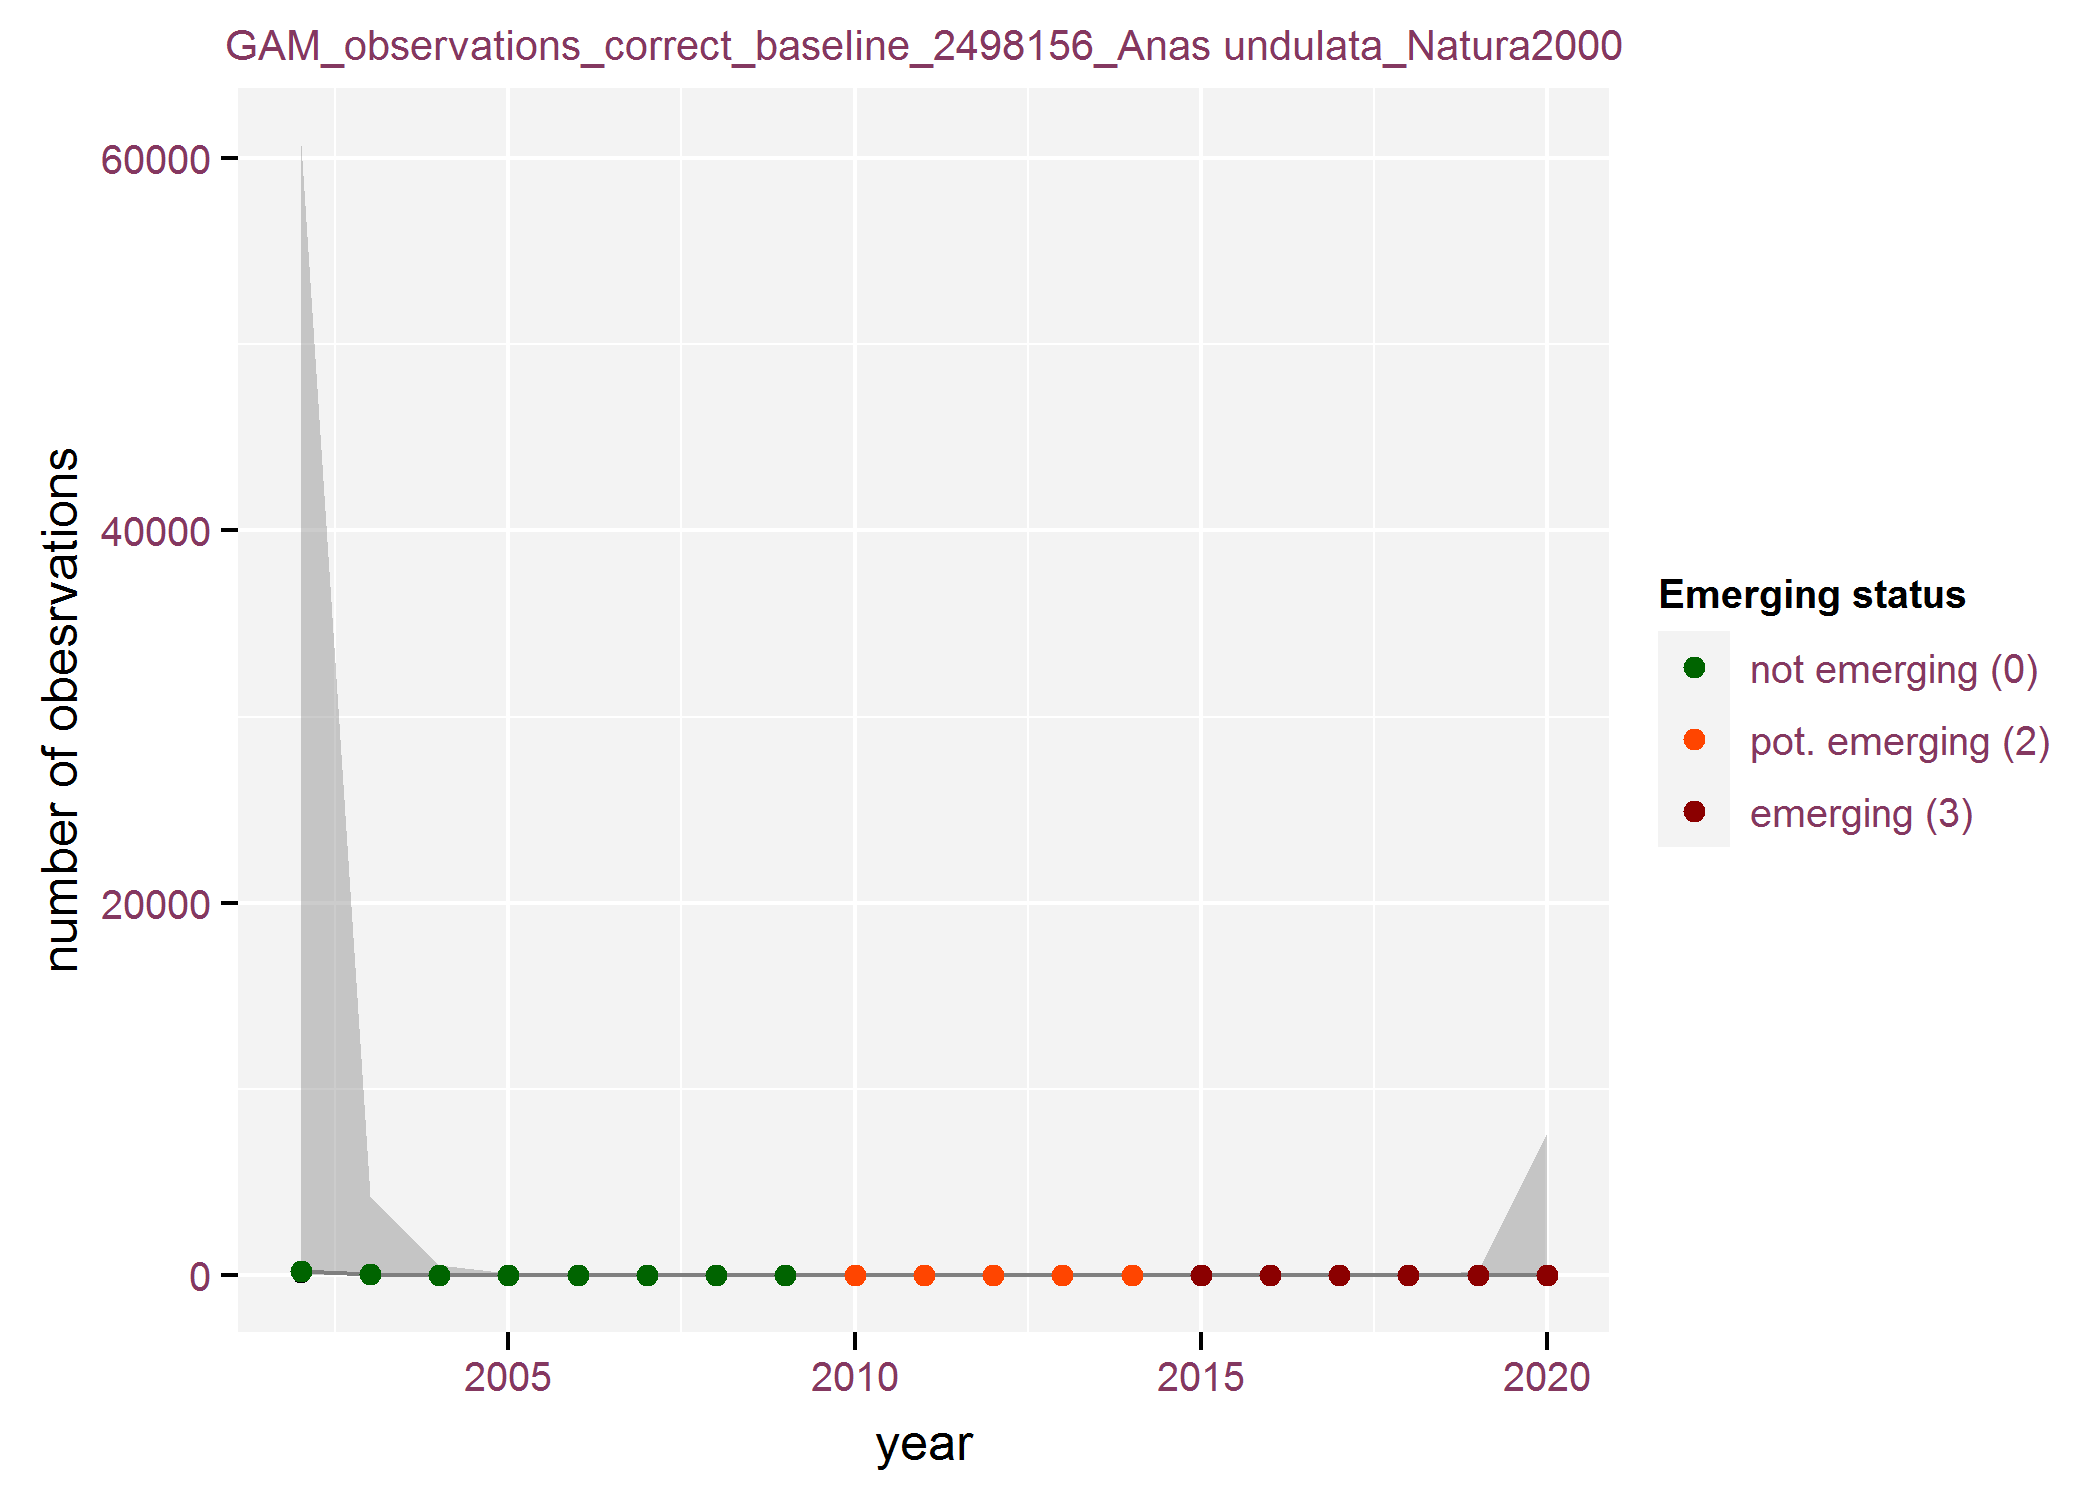 GAM_observations_correct_baseline_2498156_Anas undulata_Natura2000
60000
40000
20000
0
number of obesrvations
2005
2010
2015
2020
year
Emerging status
not emerging (0)
pot. emerging (2)
emerging (3)